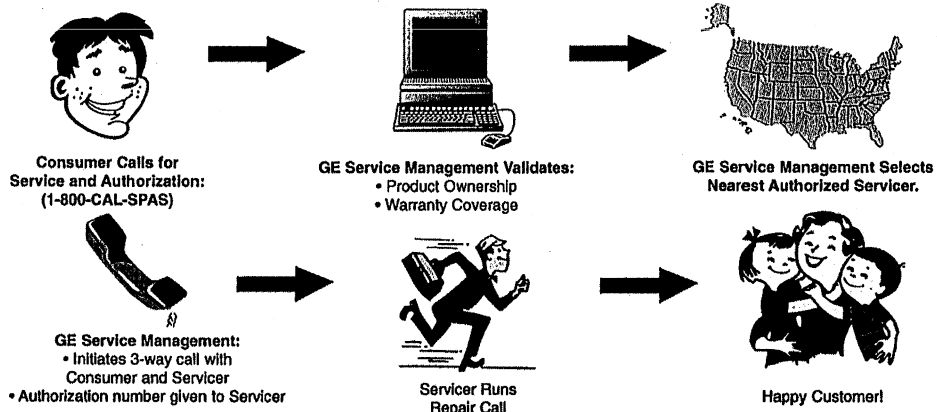 Consumer Calls for
Service and Authorization:
(1-800-CAL-SPAS)
GE Service Management Validates:
• Product Ownership
• Warranty Coverage
GE Service Management Selects
Nearest Authorized Servicer.
GE Service Management:
• Initiates 3-way call with
Consumer and Servicer
• Authorization number given to Servicer
Servicer Runs
Repair Call
Happy Customer!